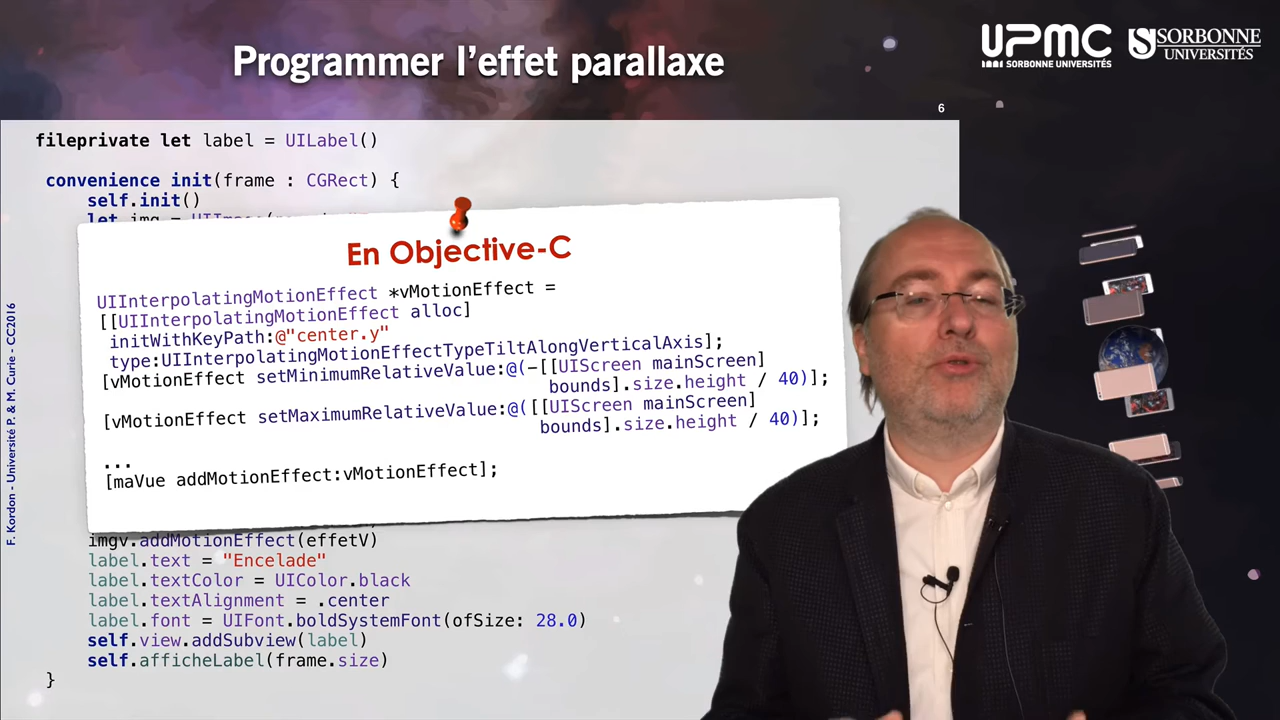 Programmer l'effet parallaxe
UPMC
SORBONNE UNIVERSITÉS
SORBONNE
UNIVERSITÉS
6
fileprivate let label = UILabel()
convenience init(frame : CGRect) {
self.init()
let img = UIImage(
En Objective-C
UIInterpolatingMotionEffect *vMotionEffect =
[[UIInterpolatingMotionEffect alloc]
initWithKeyPath:@"center.y"
type:UIInterpolatingMotionEffectTypeTiltAlongVerticalAxis];
[vMotionEffect setMinimumRelativeValue:@(-[[UIScreen mainScreen]
bounds].size.height / 40)];
[vMotionEffect setMaximumRelativeValue:@([[UIScreen mainScreen]
bounds].size.height / 40)];
...
[maVue addMotionEffect:vMotionEffect];
imgv.addMotionEffect(effetV)
label.text = "Encelade"
label.textColor = UIColor.black
label.textAlignment = .center
label.font = UIFont.boldSystemFont(ofSize: 28.0)
self.view.addSubview(label)
self.afficheLabel(frame.size)
}
F. Kordon - Université P. & M. Curie - CC2016